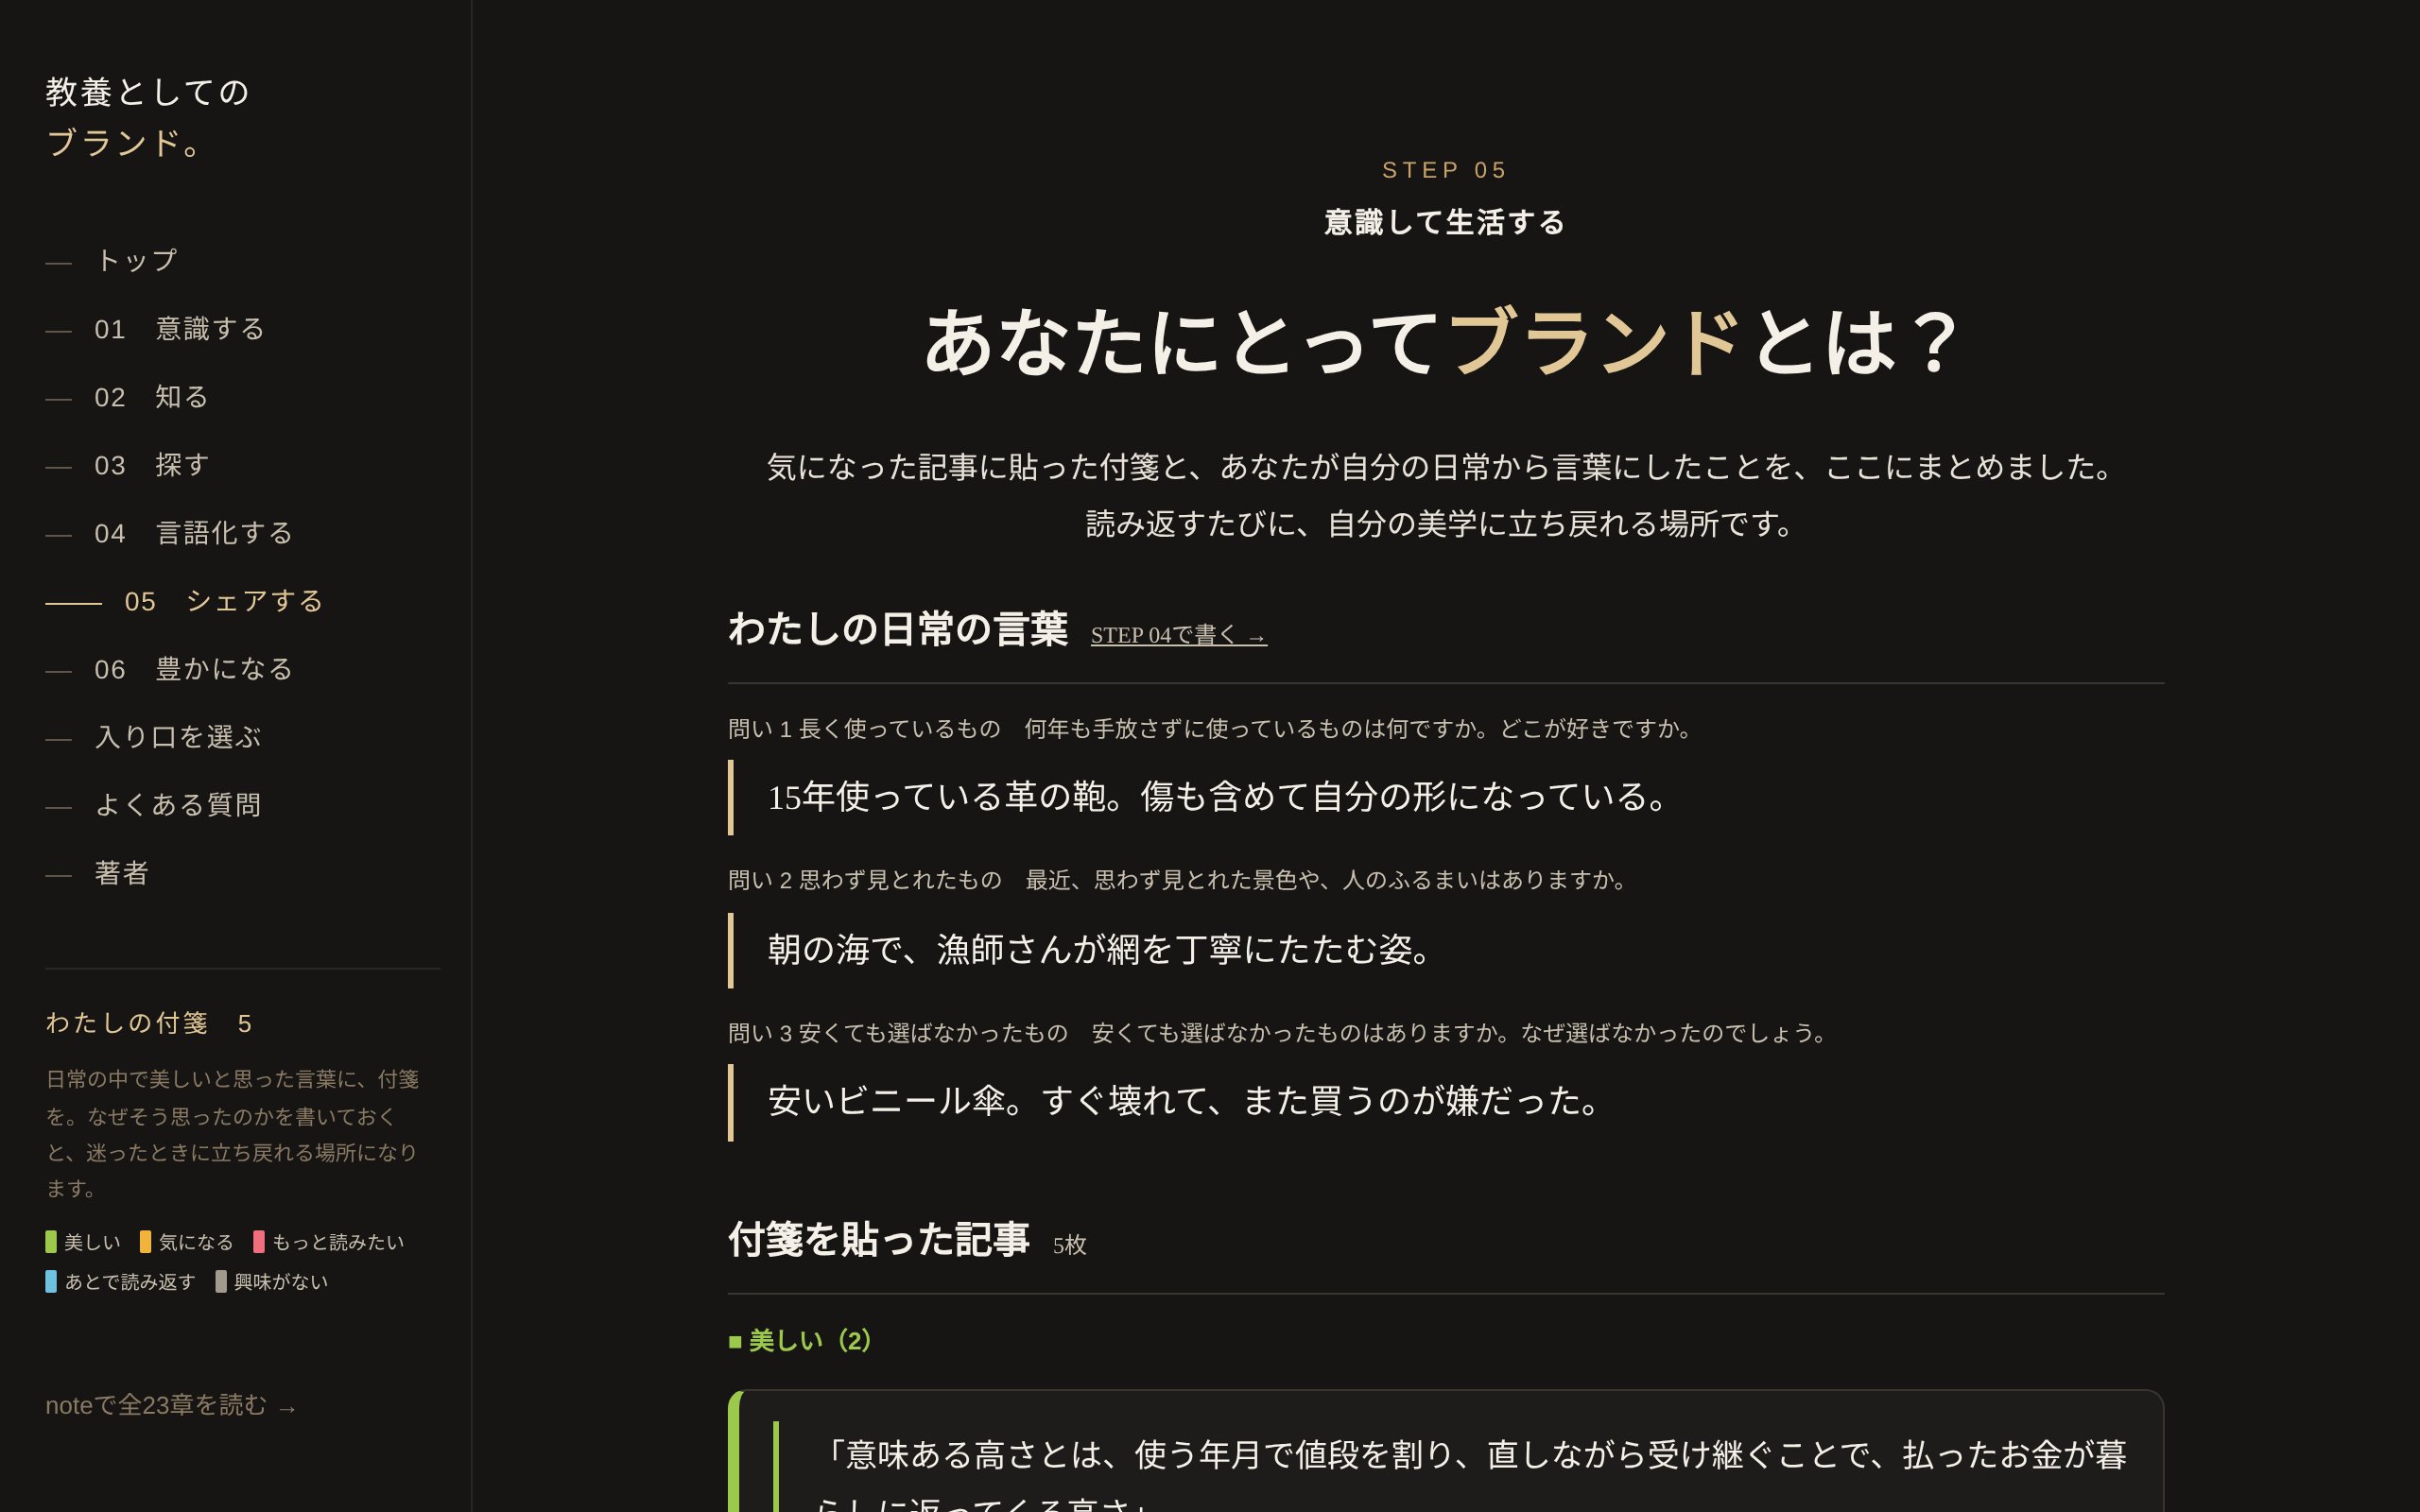 教養としての
ブランド。
トップ
01 意識する
02 知る
03 探す
04 言語化する
05 シェアする
06 豊かになる
入り口を選ぶ
よくある質問
著者
わたしの付箋 5
日常の中で美しいと思った言葉に、付箋
を。なぜそう思ったのかを書いておく
と、迷ったときに立ち戻れる場所になり
ます。
美しい 気になる もっと読みたい
あとで読み返す 興味がない
noteで全23章を読む →
STEP 05
意識して生活する
あなたにとってブランドとは？
気になった記事に貼った付箋と、あなたが自分の日常から言葉にしたことを、ここにまとめました。
読み返すたびに、自分の美学に立ち戻れる場所です。
わたしの日常の言葉 STEP 04で書く →
問い 1 長く使っているもの 何年も手放さずに使っているものは何ですか。どこが好きですか。
15年使っている革の鞄。傷も含めて自分の形になっている。
問い 2 思わず見とれたもの 最近、思わず見とれた景色や、人のふるまいはありますか。
朝の海で、漁師さんが網を丁寧にたたむ姿。
問い 3 安くても選ばなかったもの 安くても選ばなかったものはありますか。なぜ選ばなかったのでしょう。
安いビニール傘。すぐ壊れて、また買うのが嫌だった。
付箋を貼った記事 5枚
■ 美しい（2）
「意味ある高さとは、使う年月で値段を割り、直しながら受け継ぐことで、払ったお金が暮
らしに返ってくる高さ」